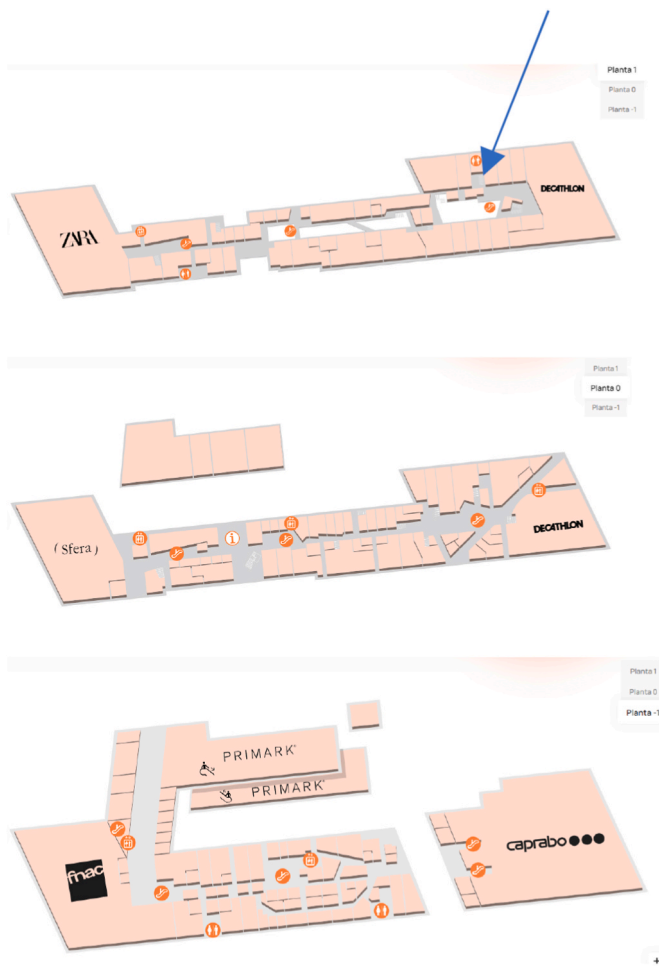 Planta 1
Planta 0
Planta -1
ZARA
DECATHLON
Planta 1
Planta 0
Planta -1
(Sfera)
i
DECATHLON
Planta 1
Planta 0
Planta -1
PRIMARK
PRIMARK
caprabo
fnac
+